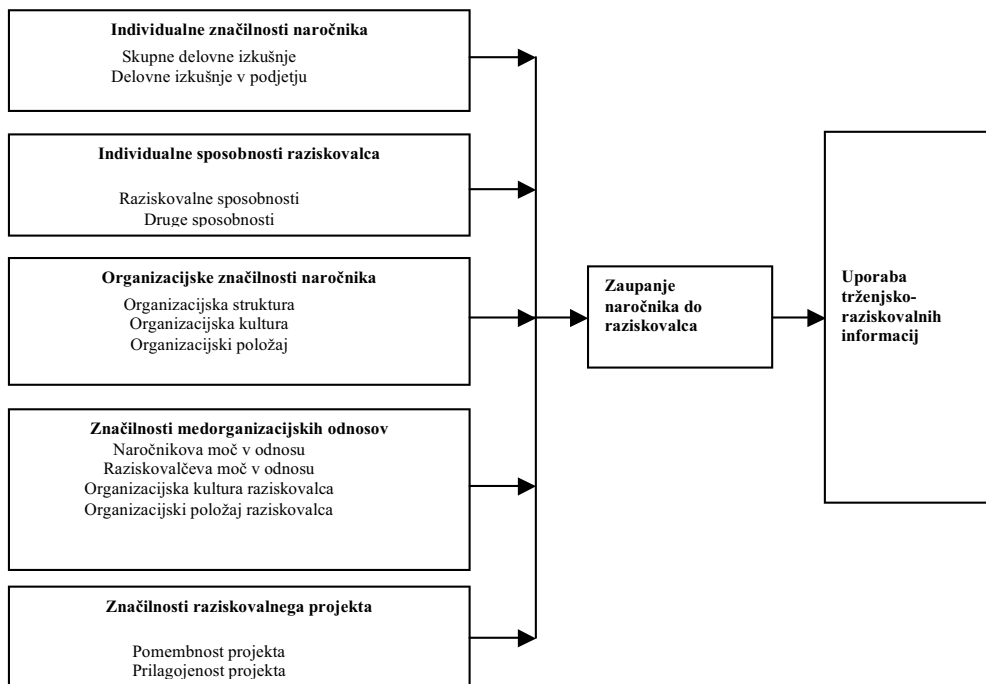 Individualne značilnosti naročnika
Skupne delovne izkušnje
Delovne izkušnje v podjetju
Individualne sposobnosti raziskovalca
Raziskovalne sposobnosti
Druge sposobnosti
Organizacijske značilnosti naročnika
Organizacijska struktura
Organizacijska kultura
Organizacijski položaj
Značilnosti medorganizacijskih odnosov
Naročnikova moč v odnosu
Raziskovalčeva moč v odnosu
Organizacijska kultura raziskovalca
Organizacijski položaj raziskovalca
Značilnosti raziskovalnega projekta
Pomembnost projekta
Prilagojenost projekta
Zaupanje
naročnika do
raziskovalca
Uporaba
trženjsko-
raziskovalnih
informacij